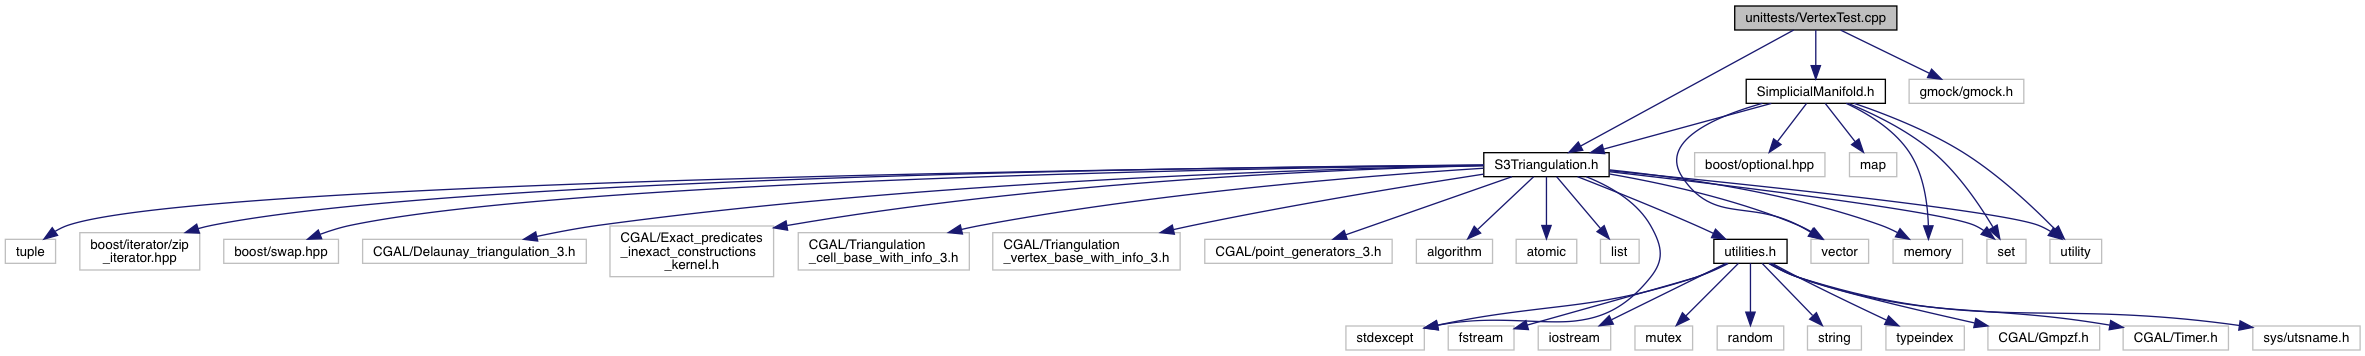 unittests/VertexTest.cpp
SimplicialManifold.h
gmock/gmock.h
S3Triangulation.h
boost/optional.hpp
map
tuple
boost/iterator/zip
_iterator.hpp
boost/swap.hpp
CGAL/Delaunay_triangulation_3.h
CGAL/Exact_predicates
_inexact_constructions
_kernel.h
CGAL/Triangulation
_cell_base_with_info_3.h
CGAL/Triangulation
_vertex_base_with_info_3.h
CGAL/point_generators_3.h
algorithm
atomic
list
utilities.h
vector
memory
set
utility
stdexcept
fstream
iostream
mutex
random
string
typeindex
CGAL/Gmpzf.h
CGAL/Timer.h
sys/utsname.h